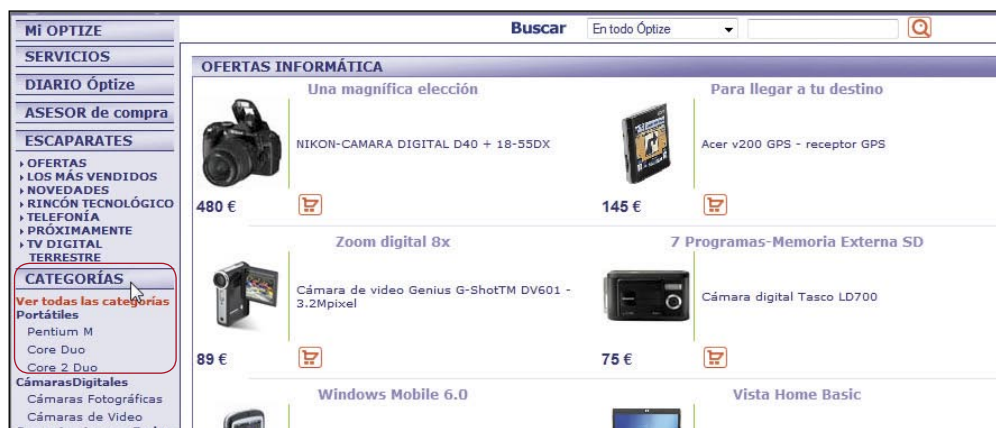 Mi OPTIZE
SERVICIOS
DIARIO Óptize
ASESOR de compra
ESCAPARATES
OFERTAS
LOS MÁS VENDIDOS
NOVEDADES
RINCÓN TECNOLÓGICO
TELEFONÍA
PRÓXIMAMENTE
TV DIGITAL
TERRESTRE
CATEGORÍAS
Ver todas las categorías
Portátiles
Pentium M
Core Duo
Core 2 Duo
CámarasDigitales
Cámaras Fotográficas
Cámaras de Video
Buscar En todo Óptize
OFERTAS INFORMÁTICA
Una magnífica elección
NIKON-CAMARA DIGITAL D40 + 18-55DX
480 €
Para llegar a tu destino
Acer v200 GPS - receptor GPS
145 €
Zoom digital 8x
Cámara de video Genius G-ShotTM DV601 -
3.2Mpixel
89 €
7 Programas-Memoria Externa SD
Cámara digital Tasco LD700
75 €
Windows Mobile 6.0
Vista Home Basic